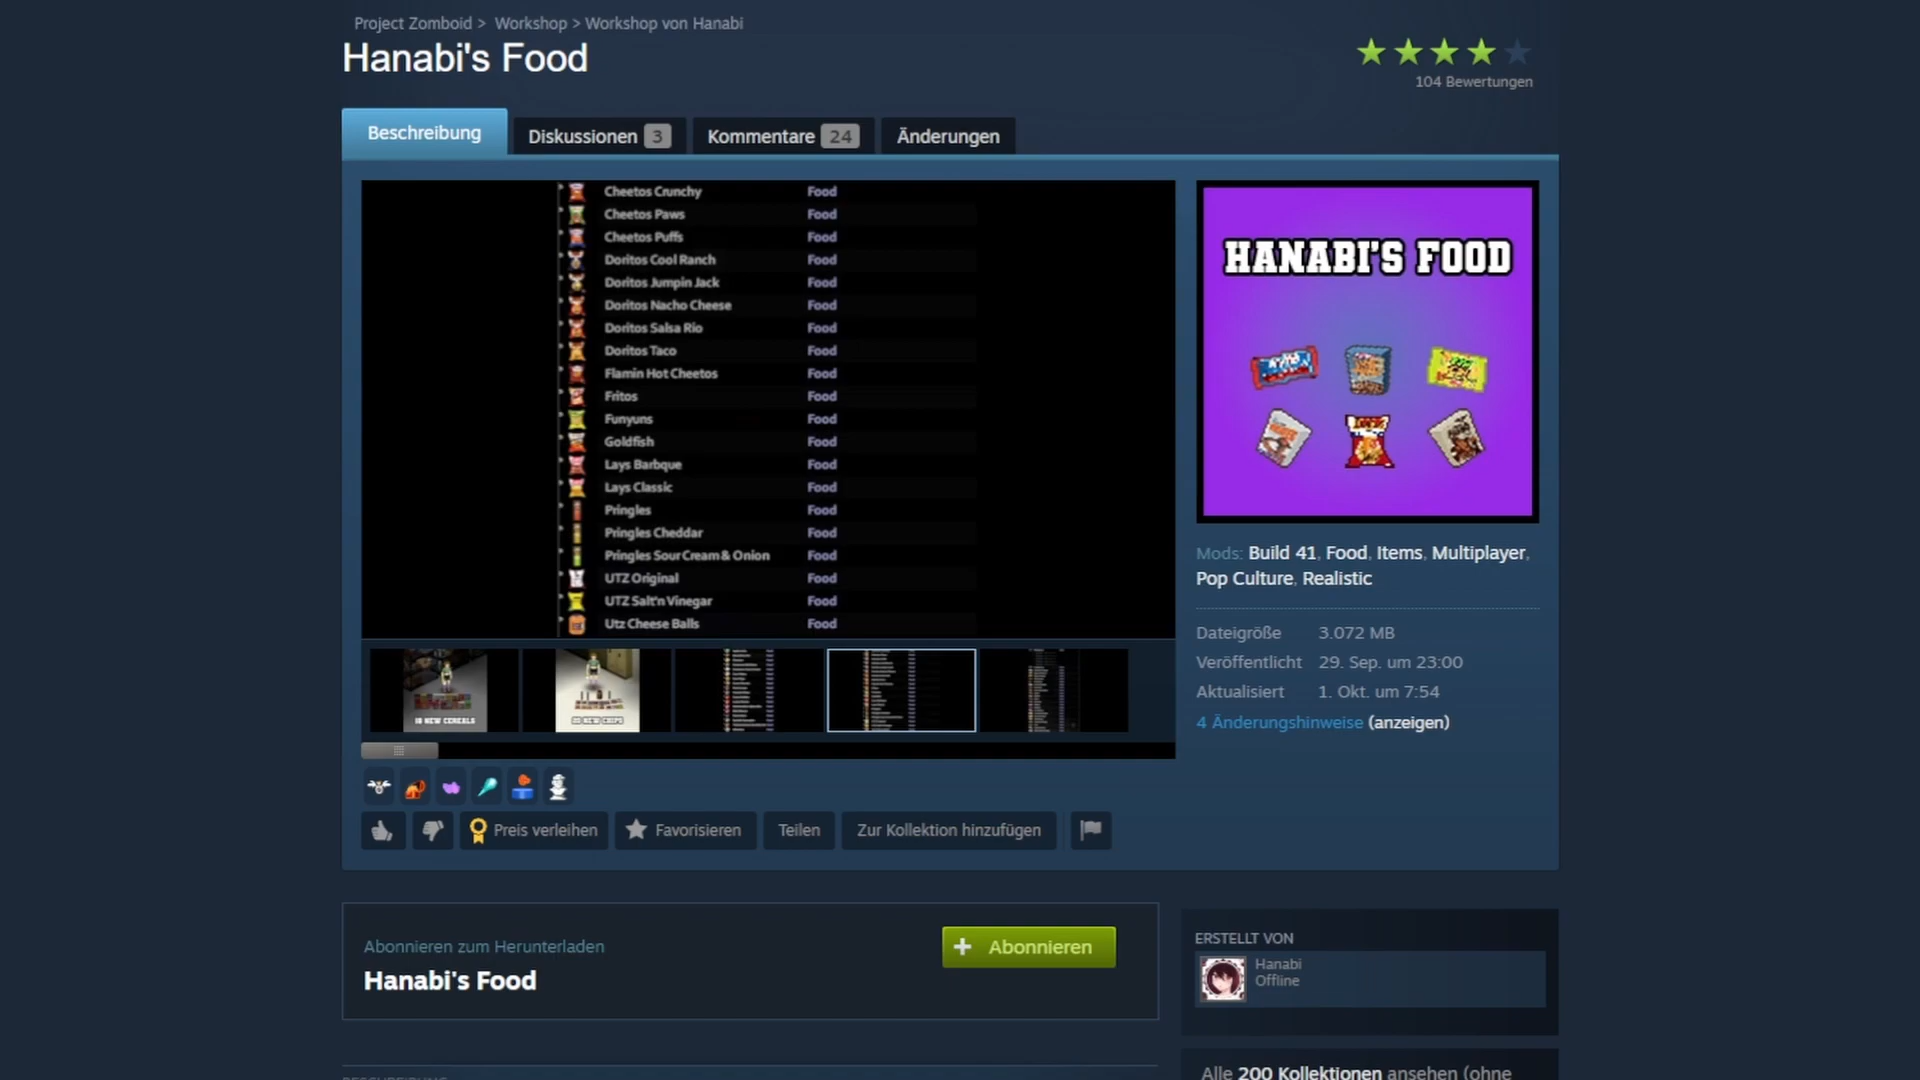 Project Zomboid > Workshop > Workshop von Hanabi
Hanabi's Food
104 Bewertungen
Beschreibung
Diskussionen 3
Kommentare 24
Änderungen
Cheetos Crunchy Food
Cheetos Paws Food
Cheetos Puffs Food
Doritos Cool Ranch Food
Doritos Jumpin Jack Food
Doritos Nacho Cheese Food
Doritos Salsa Rio Food
Doritos Taco Food
Flamin Hot Cheetos Food
Fritos Food
Funyuns Food
Goldfish Food
Lays Barbque Food
Lays Classic Food
Pringles Food
Pringles Cheddar Food
Pringles Sour Cream & Onion Food
UTZ Original Food
UTZ Salt'n Vinegar Food
Utz Cheese Balls Food
HANABI'S FOOD
Mods: Build 41, Food, Items, Multiplayer,
Pop Culture, Realistic
Dateigröße 3.072 MB
Veröffentlicht 29. Sep. um 23:00
Aktualisiert 1. Okt. um 7:54
4 Änderungshinweise (anzeigen)
Preis verleihen
Favorisieren
Teilen
Zur Kollektion hinzufügen
Abonnieren zum Herunterladen
Hanabi's Food
+ Abonnieren
ERSTELLT VON
Hanabi
Offline
Alle 200 Kollektionen ansehen (ohne